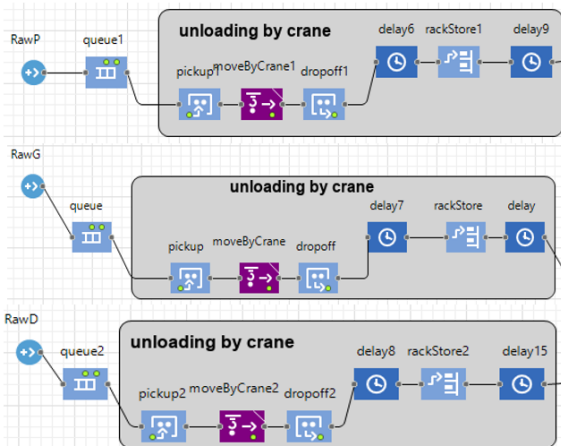 RawP
queue1
unloading by crane
pickup1
moveByCrane1
dropoff1
delay6
rackStore1
delay9
RawG
queue
unloading by crane
pickup
moveByCrane
dropoff
delay7
rackStore
delay
RawD
queue2
unloading by crane
pickup2
moveByCrane2
dropoff2
delay8
rackStore2
delay15